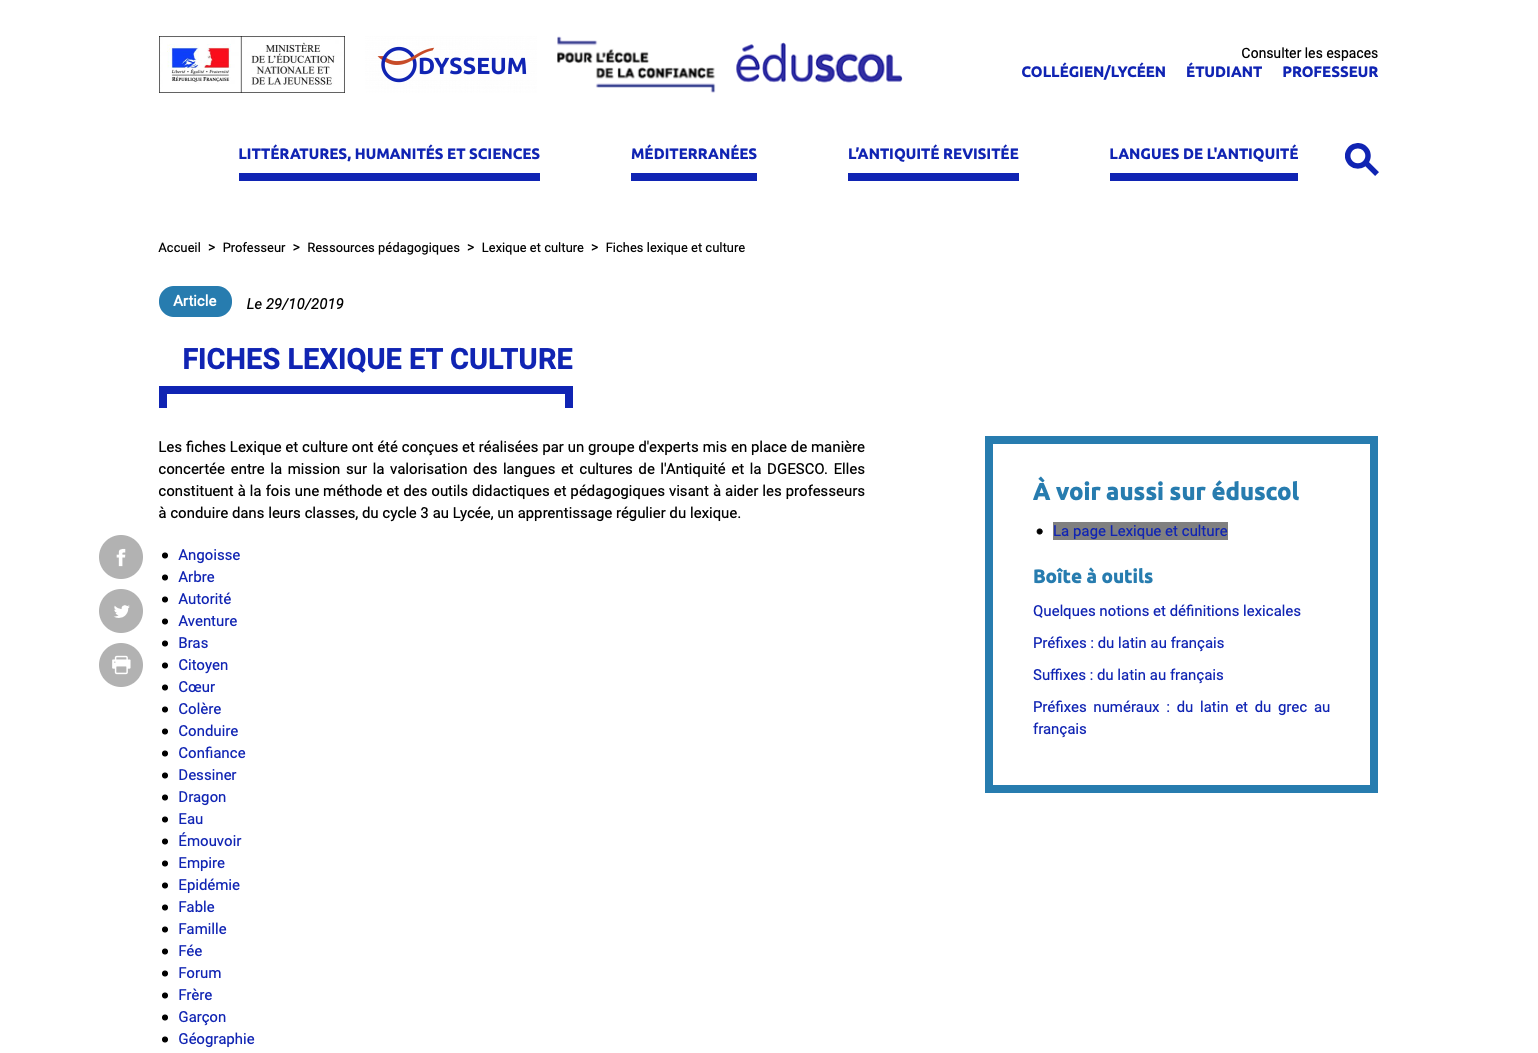 MINISTÈRE
DE L'ÉDUCATION
NATIONALE ET
DE LA JEUNESSE
Liberté • Égalité • Fraternité
RÉPUBLIQUE FRANÇAISE
ODYSSEUM
POUR L'ÉCOLE
DE LA CONFIANCE
éduSCOL
Consulter les espaces
COLLÉGIEN/LYCÉEN ÉTUDIANT PROFESSEUR
LITTÉRATURES, HUMANITÉS ET SCIENCES MÉDITERRANÉES L’ANTIQUITÉ REVISITÉE LANGUES DE L'ANTIQUITÉ
Accueil > Professeur > Ressources pédagogiques > Lexique et culture > Fiches lexique et culture
Article Le 29/10/2019
FICHES LEXIQUE ET CULTURE
Les fiches Lexique et culture ont été conçues et réalisées par un groupe d'experts mis en place de manière
concertée entre la mission sur la valorisation des langues et cultures de l'Antiquité et la DGESCO. Elles
constituent à la fois une méthode et des outils didactiques et pédagogiques visant à aider les professeurs
à conduire dans leurs classes, du cycle 3 au Lycée, un apprentissage régulier du lexique.
Angoisse
Arbre
Autorité
Aventure
Bras
Citoyen
Cœur
Colère
Conduire
Confiance
Dessiner
Dragon
Eau
Émouvoir
Empire
Epidémie
Fable
Famille
Fée
Forum
Frère
Garçon
Géographie
À voir aussi sur éduscol
La page Lexique et culture
Boîte à outils
Quelques notions et définitions lexicales
Préfixes : du latin au français
Suffixes : du latin au français
Préfixes numéraux : du latin et du grec au
français